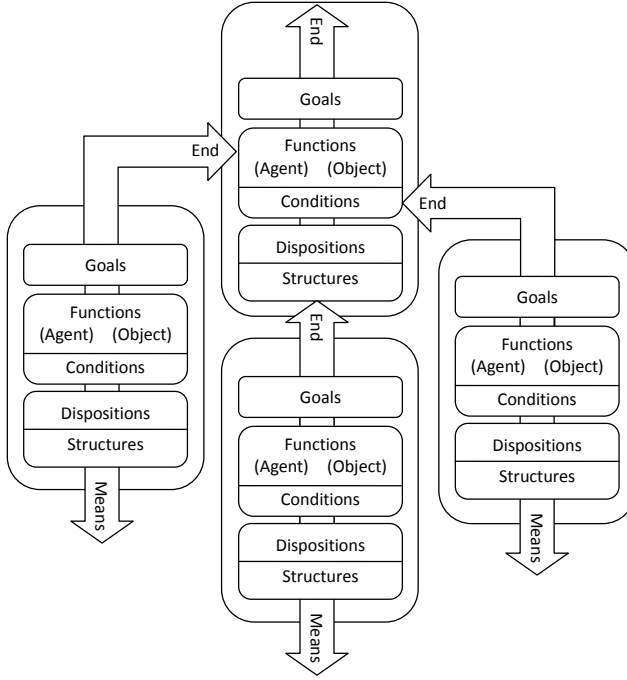 End
Goals
Functions
(Agent) (Object)
Conditions
Dispositions
Structures
End
Goals
Functions
(Agent) (Object)
Conditions
Dispositions
Structures
Means
End
Goals
Functions
(Agent) (Object)
Conditions
Dispositions
Structures
Means
End
Goals
Functions
(Agent) (Object)
Conditions
Dispositions
Structures
Means